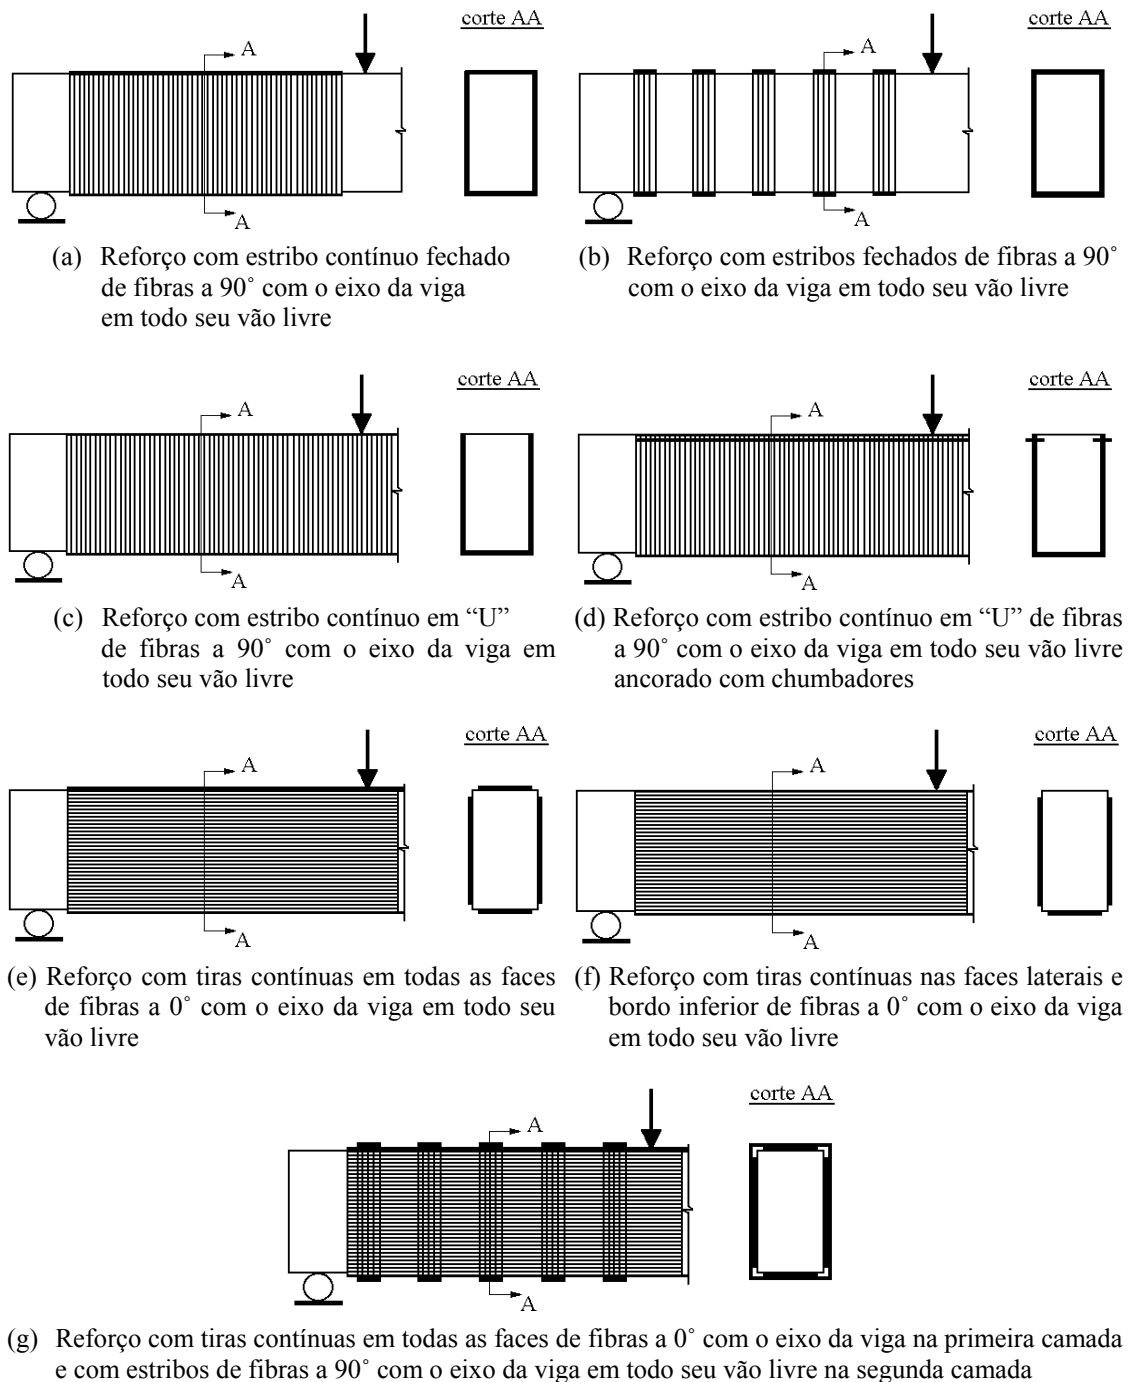 corte AA
corte AA
A
A
A
A
(a) Reforço com estribo contínuo fechado
de fibras a 90˚ com o eixo da viga
em todo seu vão livre
(b) Reforço com estribos fechados de fibras a 90˚
com o eixo da viga em todo seu vão livre
corte AA
corte AA
A
A
A
A
(c) Reforço com estribo contínuo em “U”
de fibras a 90˚ com o eixo da viga em
todo seu vão livre
(d) Reforço com estribo contínuo em “U” de fibras
a 90˚ com o eixo da viga em todo seu vão livre
ancorado com chumbadores
corte AA
corte AA
A
A
A
A
(e) Reforço com tiras contínuas em todas as faces
de fibras a 0˚ com o eixo da viga em todo seu
vão livre
(f) Reforço com tiras contínuas nas faces laterais e
bordo inferior de fibras a 0˚ com o eixo da viga
em todo seu vão livre
corte AA
A
A
(g) Reforço com tiras contínuas em todas as faces de fibras a 0˚ com o eixo da viga na primeira camada
e com estribos de fibras a 90˚ com o eixo da viga em todo seu vão livre na segunda camada